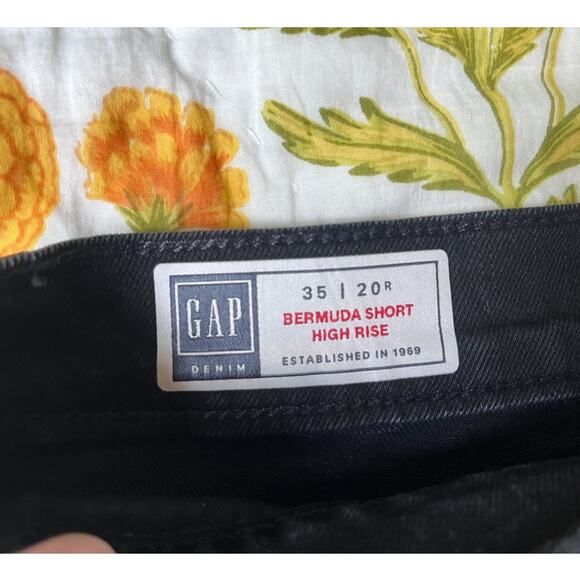 GAP
DENIM
35 | 20R
BERMUDA SHORT
HIGH RISE
ESTABLISHED IN 1969